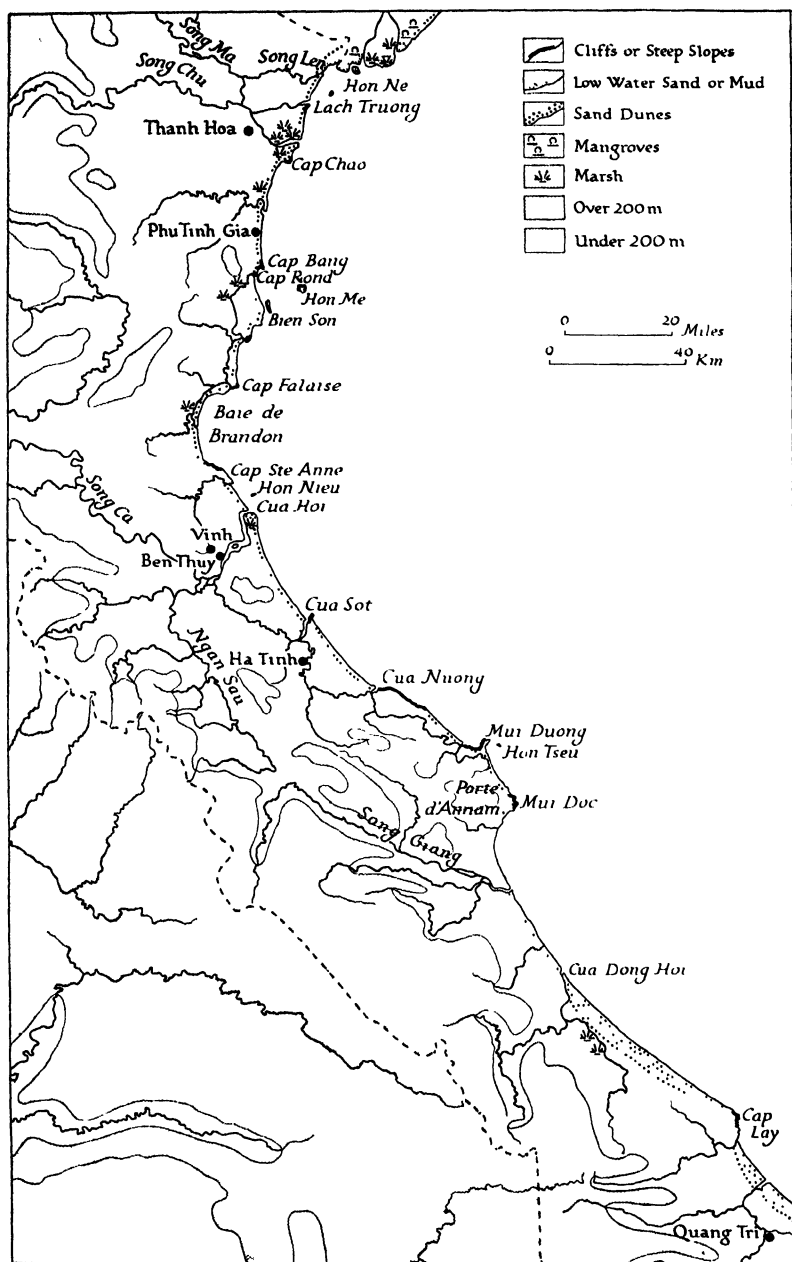 Song Ma
Song Chu
Song Len
Hon Ne
Lach Truong
Thanh Hoa
Cap Chao
Phu Tinh Gia
Cap Bang
Cap Rond
Hon Me
Bien Son
Cap Falaise
Baie de
Brandon
Cap Ste Anne
Hon Nieu
Cua Hoi
Song Ca
Vinh
Ben Thuy
Cua Sot
Ngan Sau
Ha Tinh
Cua Nuong
Mui Duong
Hon Tseu
Porte
d'Annam
Mui Doc
Song Giang
Cua Dong Hoi
Cap
Lay
Quang Tri
Cliffs or Steep Slopes
Low Water Sand or Mud
Sand Dunes
Mangroves
Marsh
Over 200 m
Under 200 m
0 20 Miles
0 40 Km